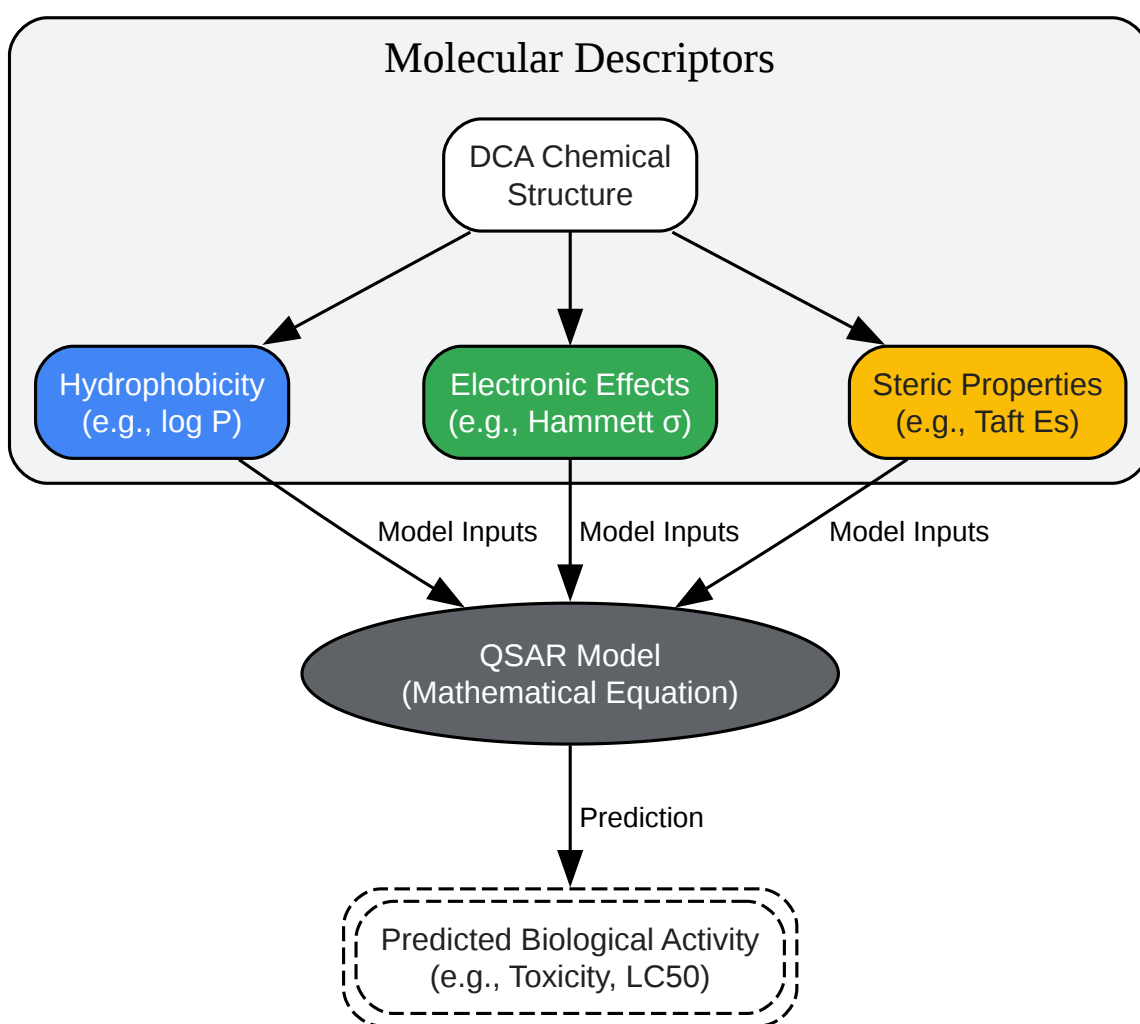 Molecular Descriptors
DCA Chemical
Structure
Hydrophobicity
(e.g., log P)
Electronic Effects
(e.g., Hammett σ)
Steric Properties
(e.g., Taft Es)
Model Inputs
Model Inputs
Model Inputs
QSAR Model
(Mathematical Equation)
Prediction
Predicted Biological Activity
(e.g., Toxicity, LC50)